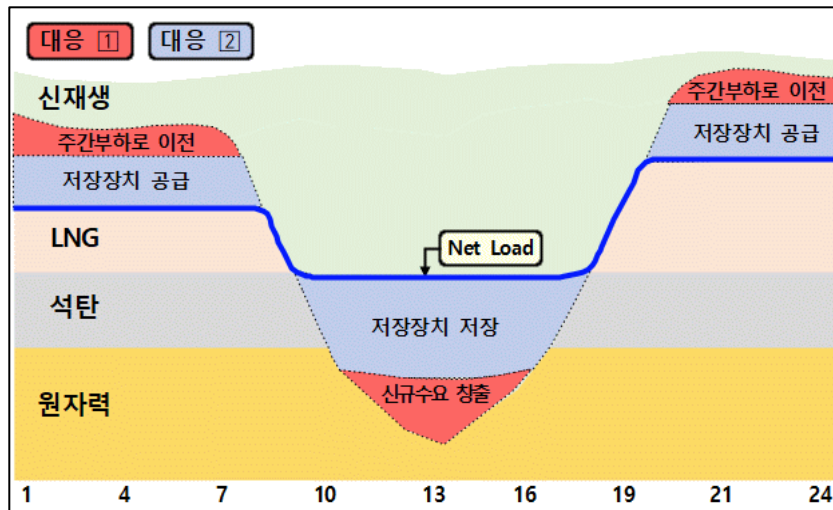 대응 1 대응 2
신재생
주간부하로 이전
주간부하로 이전
저장장치 공급
저장장치 공급
LNG
Net Load
석탄
저장장치 저장
원자력
신규수요 창출
1 4 7 10 13 16 19 21 24